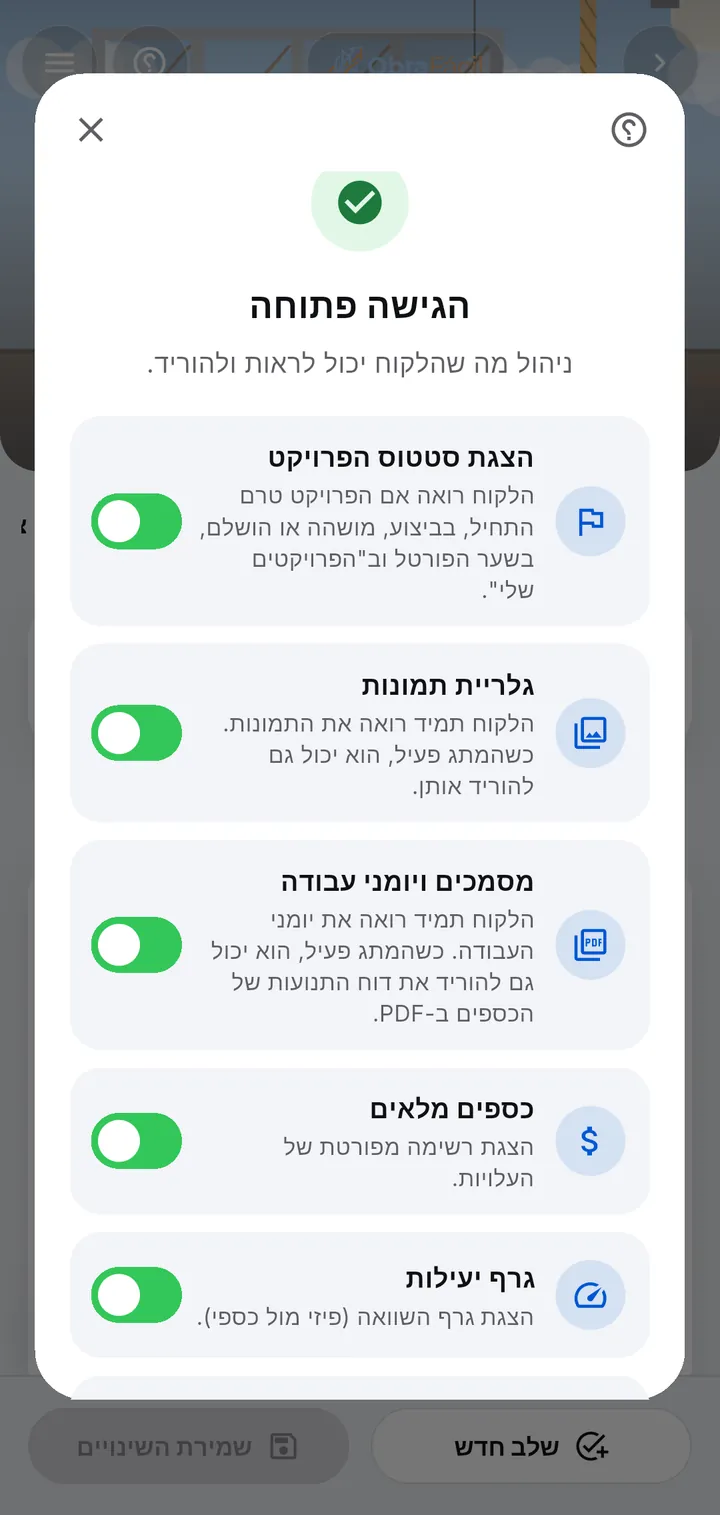 הגישה פתוחה
ניהול מה שהלקוח יכול לראות ולהוריד.
הצגת סטטוס הפרויקט
הלקוח רואה אם הפרויקט טרם
התחיל, בביצוע, מושהה או הושלם,
בשער הפורטל וב"הפרויקטים
שלי".
גלריית תמונות
הלקוח תמיד רואה את התמונות.
כשהמתג פעיל, הוא יכול גם
להוריד אותן.
מסמכים ויומני עבודה
PDF
הלקוח תמיד רואה את יומני
העבודה. כשהמתג פעיל, הוא יכול
גם להוריד את דוח התנועות של
הכספים ב-PDF.
כספים מלאים
הצגת רשימה מפורטת של
העלויות.
גרף יעילות
הצגת גרף השוואה (פיזי מול כספי).
שלב חדש
שמירת השינויים